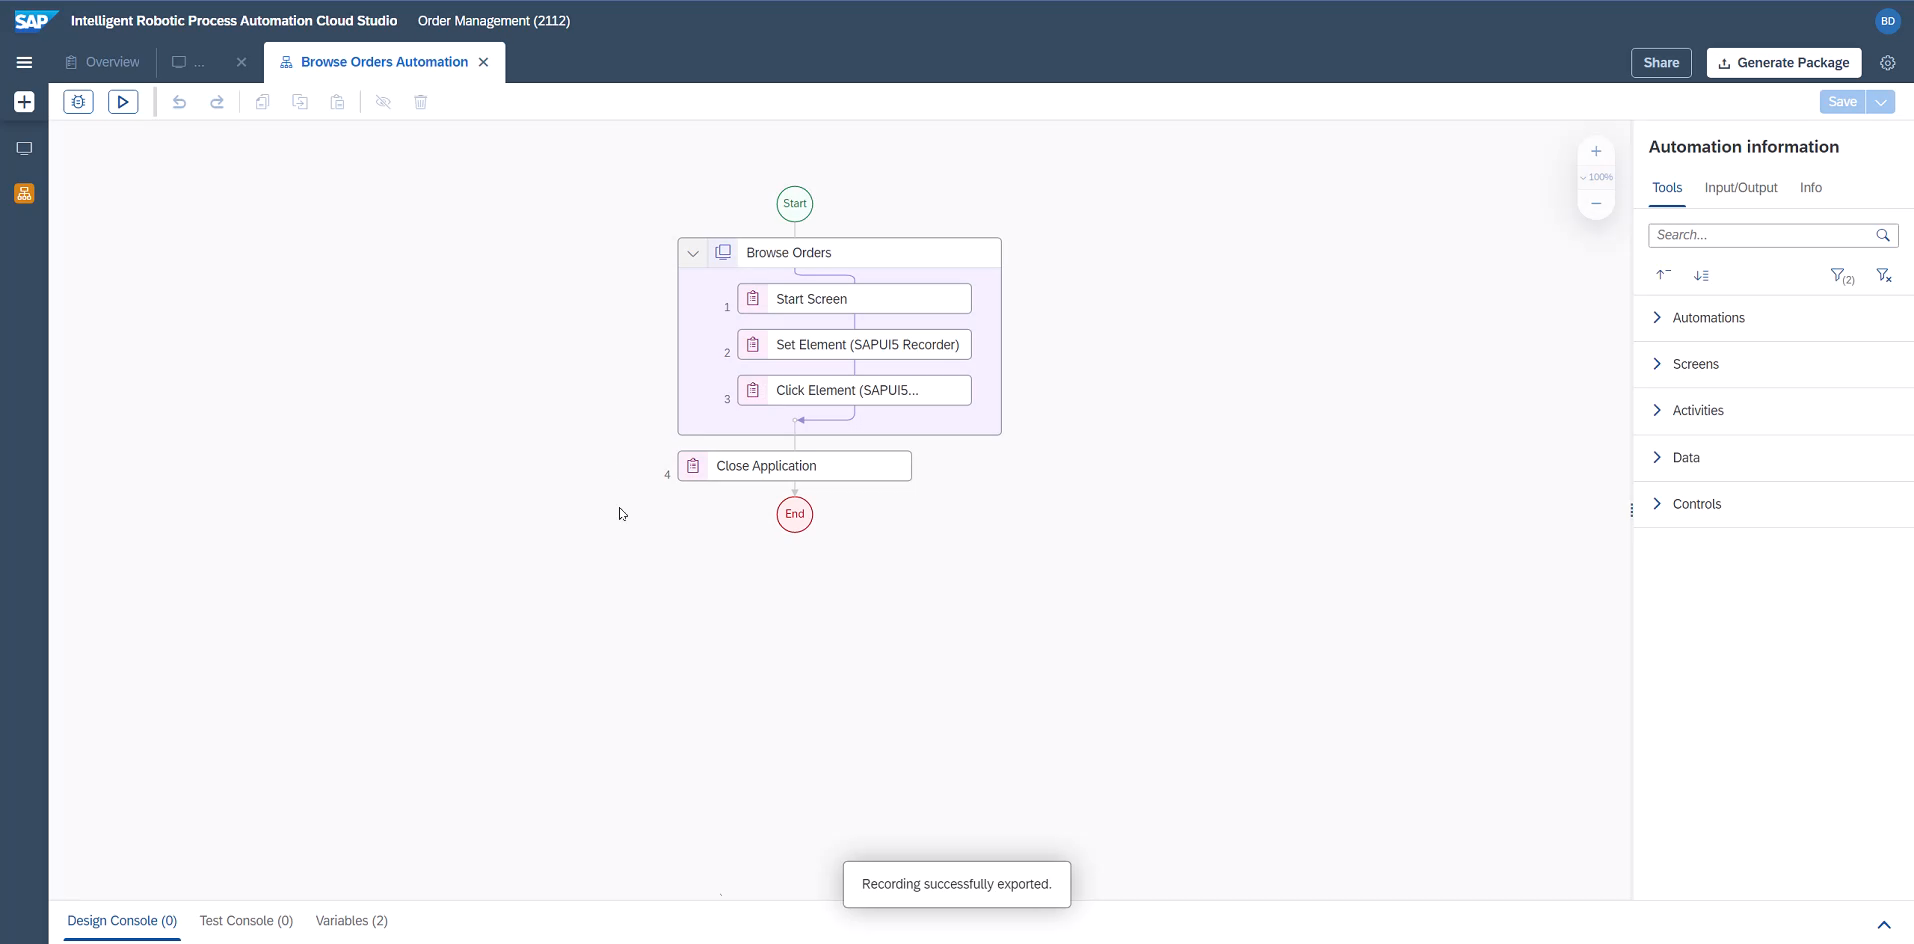 SAP Intelligent Robotic Process Automation Cloud Studio Order Management (2112) BD
Overview ... Browse Orders Automation Share Generate Package
Save
100%
Start
Browse Orders
1 Start Screen
2 Set Element (SAPUI5 Recorder)
3 Click Element (SAPUI5...
4 Close Application
End
Automation information
Tools Input/Output Info
Search...
(2)
Automations
Screens
Activities
Data
Controls
Recording successfully exported.
Design Console (0) Test Console (0) Variables (2)